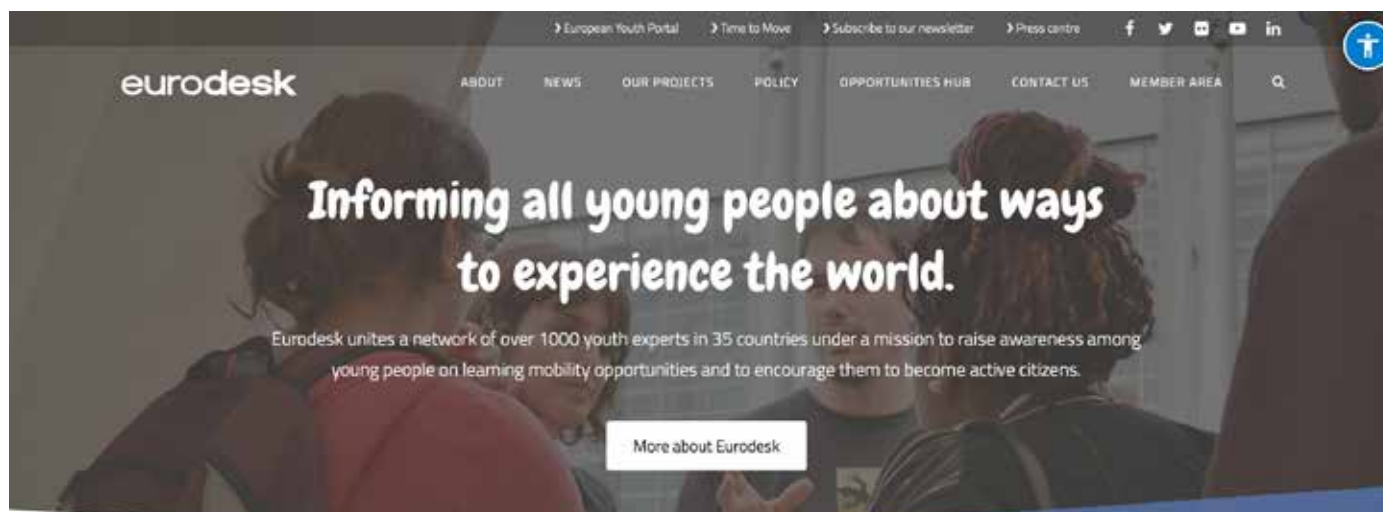 European Youth Portal Time to Move Subscribe to our newsletter Press centre
eurodesk
ABOUT NEWS OUR PROJECTS POLICY OPPORTUNITIES HUB CONTACT US MEMBER AREA
Informing all young people about ways
to experience the world.
Eurodesk unites a network of over 1000 youth experts in 35 countries under a mission to raise awareness among
young people on learning mobility opportunities and to encourage them to become active citizens.
More about Eurodesk